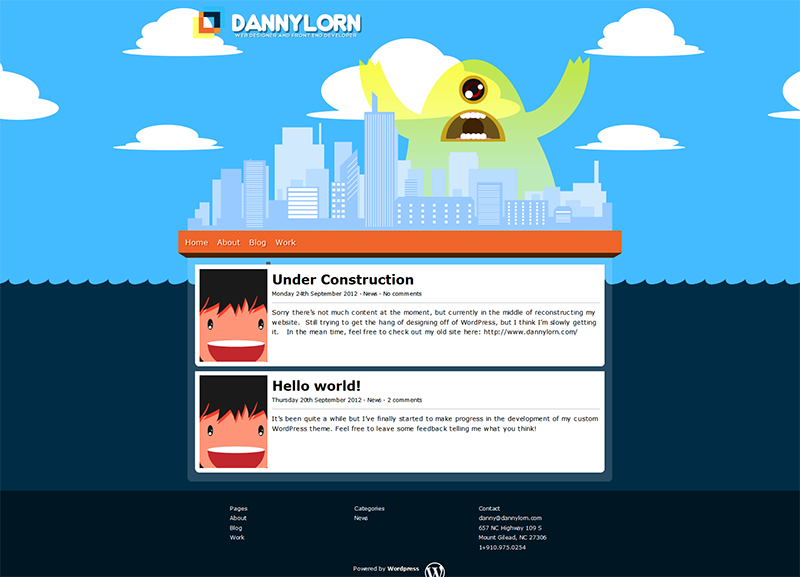 DANNYLORN
WEB DESIGNER AND FRONT END DEVELOPER
Home About Blog Work
Under Construction
Monday 24th September 2012 - News - No comments
Sorry there's not much content at the moment, but currently in the middle of reconstructing my
website. Still trying to get the hang of designing off of WordPress, but I think I'm slowly getting
it. In the mean time, feel free to check out my old site here: http://www.dannylorn.com/
Hello world!
Thursday 20th September 2012 - News - 2 comments
It's been quite a while but I've finally started to make progress in the development of my custom
WordPress theme. Feel free to leave some feedback telling me what you think!
Pages
About
Blog
Work
Categories
News
Contact
danny@dannylorn.com
657 NC Highway 109 S
Mount Gilead, NC 27306
1+910.975.0254
Powered by Wordpress